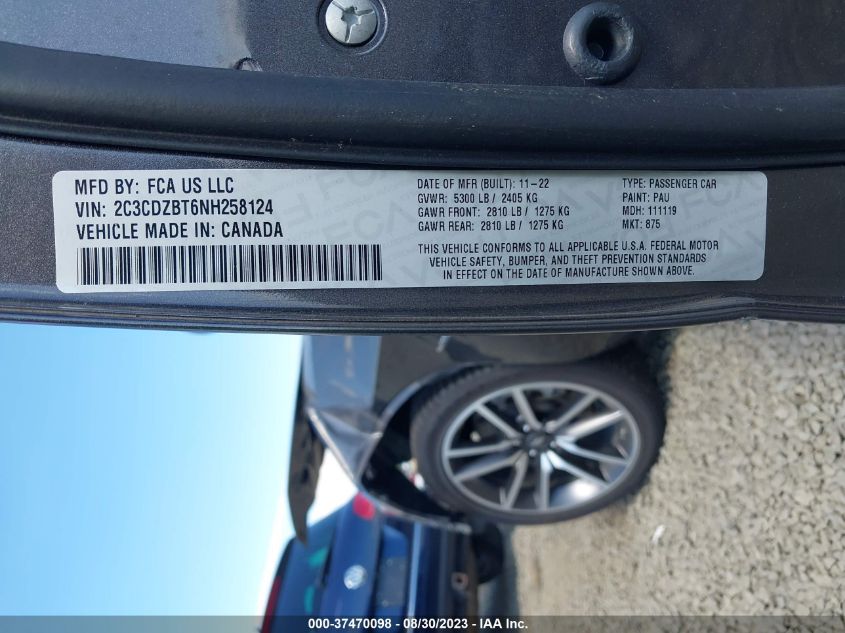 MFD BY: FCA US LLC
VIN: 2C3CDZBT6NH258124
VEHICLE MADE IN: CANADA
DATE OF MFR (BUILT): 11-22
GVWR: 5300 LB / 2405 KG
GAWR FRONT: 2810 LB / 1275 KG
GAWR REAR: 2810 LB / 1275 KG
TYPE: PASSENGER CAR
PAINT: PAU
MDH: 111119
MKT: 875
THIS VEHICLE CONFORMS TO ALL APPLICABLE U.S.A. FEDERAL MOTOR
VEHICLE SAFETY, BUMPER, AND THEFT PREVENTION STANDARDS
IN EFFECT ON THE DATE OF MANUFACTURE SHOWN ABOVE.
000-37470098 - 08/30/2023 - IAA Inc.